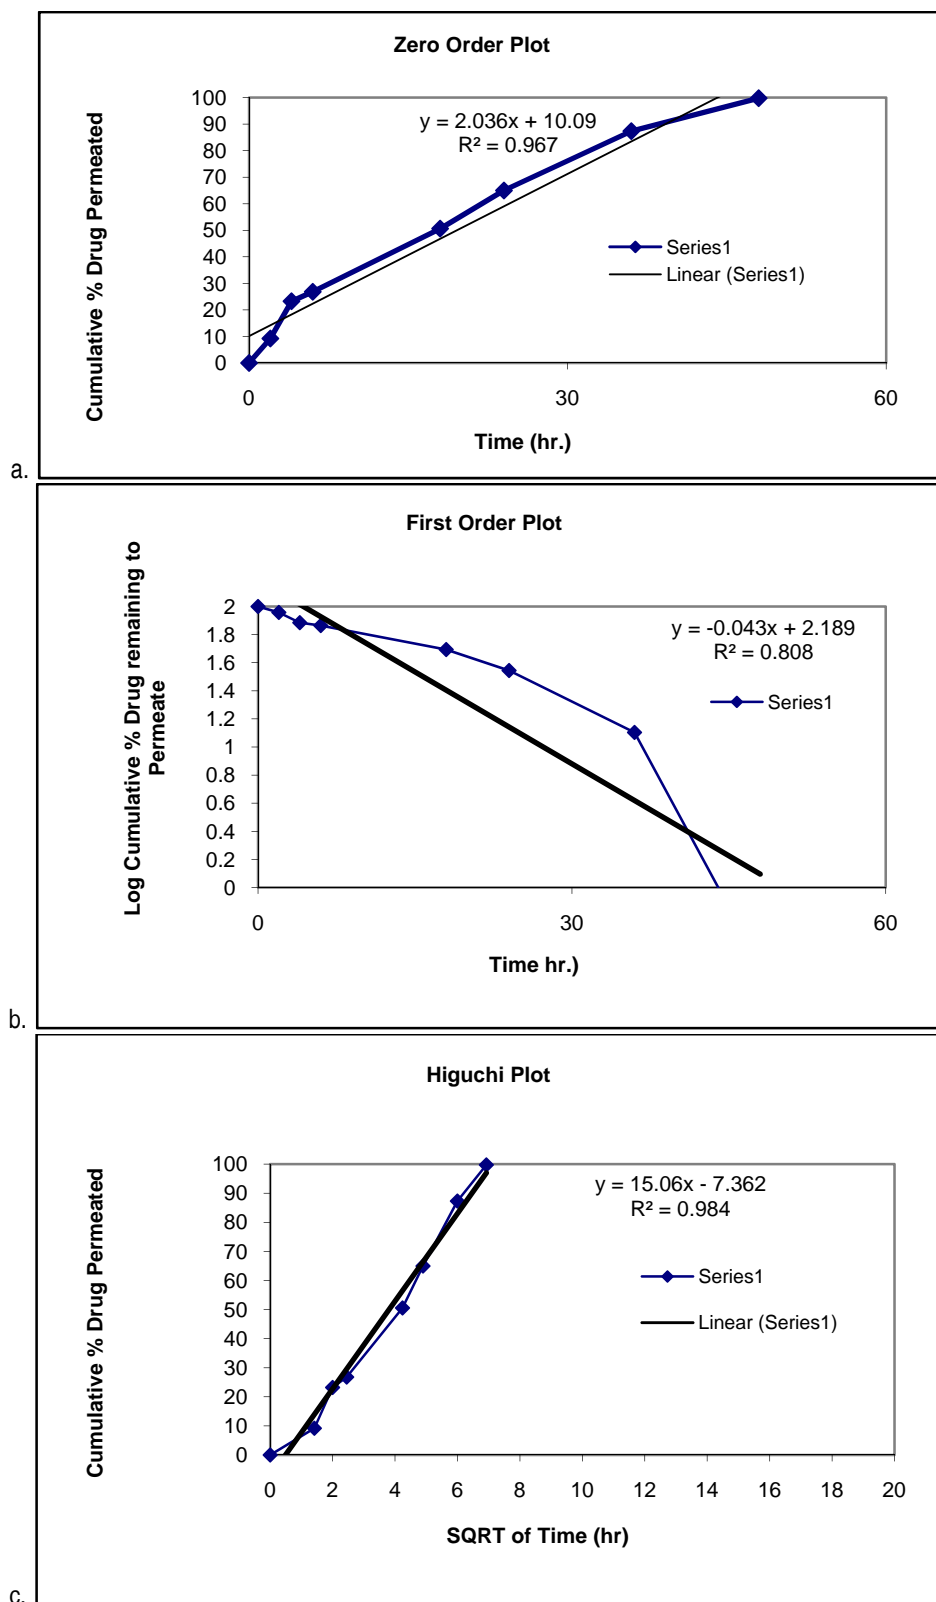 Zero Order Plot
Cumulative % Drug Permeated
100
90
80
70
60
50
40
30
20
10
0
y = 2.036x + 10.09
R² = 0.967
Series1
Linear (Series1)
0 30 60
Time (hr.)
a.
First Order Plot
Log Cumulative % Drug remaining to
Permeate
2
1.8
1.6
1.4
1.2
1
0.8
0.6
0.4
0.2
0
y = -0.043x + 2.189
R² = 0.808
Series1
0 30 60
Time hr.)
b.
Higuchi Plot
Cumulative % Drug Permeated
100
90
80
70
60
50
40
30
20
10
0
y = 15.06x - 7.362
R² = 0.984
Series1
Linear (Series1)
0 2 4 6 8 10 12 14 16 18 20
SQRT of Time (hr)
c.